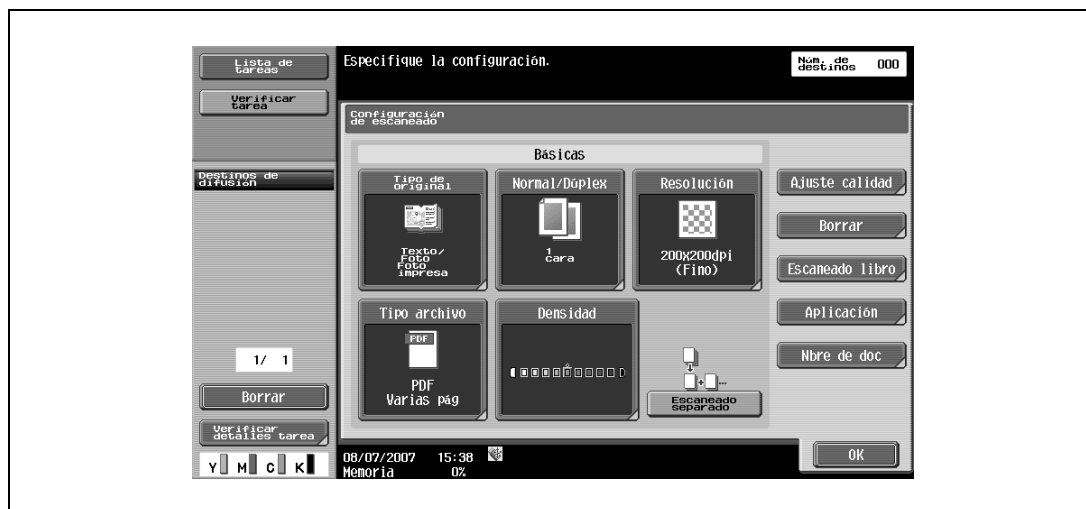 Lista de
tareas
Verificar
tarea
Destinos de
difusión
1/ 1
Borrar
Verificar
detalles tarea
Y M C K
Especifique la configuración.
Núm. de
destinos 000
Configuración
de escaneado
Básicas
Tipo de
original
Texto/
Foto
Foto
impresa
Normal/Dúplex
1
cara
Resolución
200x200dpi
(Fino)
Tipo archivo
PDF
PDF
Varias pág
Densidad
Escaneado
separado
Ajuste calidad
Borrar
Escaneado libro
Aplicación
Nbre de doc
08/07/2007 15:38
Memoria 0%
OK